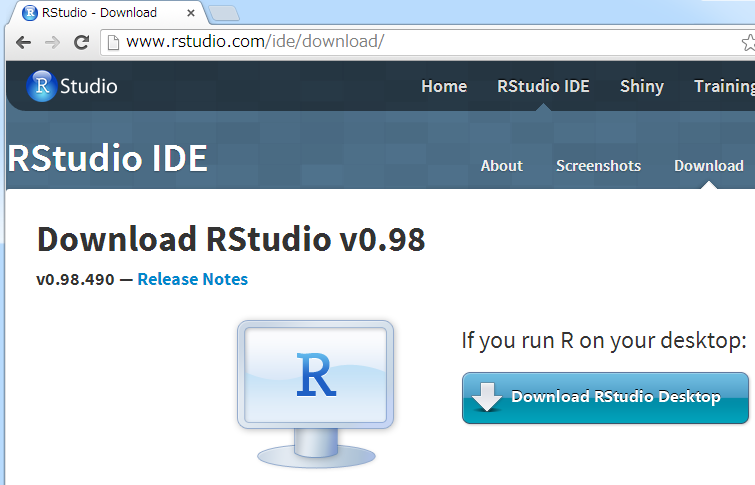 RStudio - Download
www.rstudio.com/ide/download/
R Studio
Home RStudio IDE Shiny Training
RStudio IDE
About Screenshots Download
Download RStudio v0.98
v0.98.490 — Release Notes
R
If you run R on your desktop:
Download RStudio Desktop